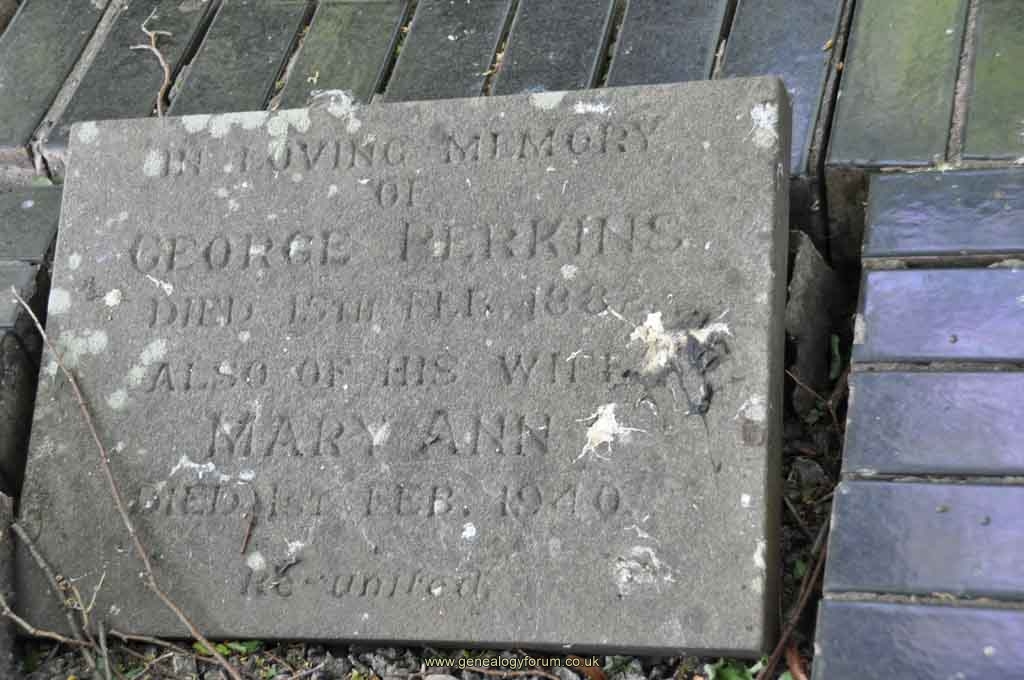 IN LOVING MEMORY
OF
GEORGE PERKINS
DIED 15TH FEB. 188
ALSO OF HIS WIFE
MARY ANN
DIED 1ST FEB. 1940
Re-united
www.genealogyforum.co.uk